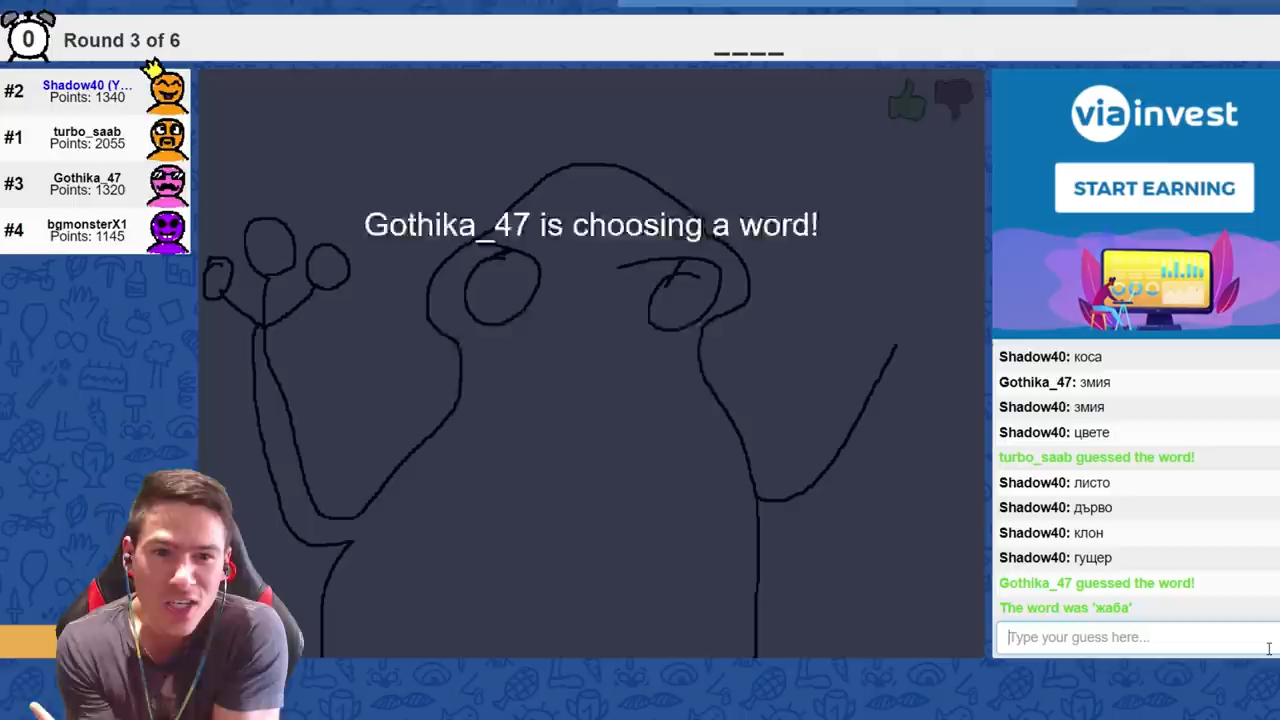 0
Round 3 of 6
_ _ _ _
#2
Shadow40 (Y...
Points: 1340
#1
turbo_saab
Points: 2055
#3
Gothika_47
Points: 1320
#4
bgmonsterX1
Points: 1145
Gothika_47 is choosing a word!
viainvest
START EARNING
Shadow40: коса
Gothika_47: змия
Shadow40: змия
Shadow40: цвете
turbo_saab guessed the word!
Shadow40: листо
Shadow40: дърво
Shadow40: клон
Shadow40: гущер
Gothika_47 guessed the word!
The word was 'жаба'
Type your guess here...